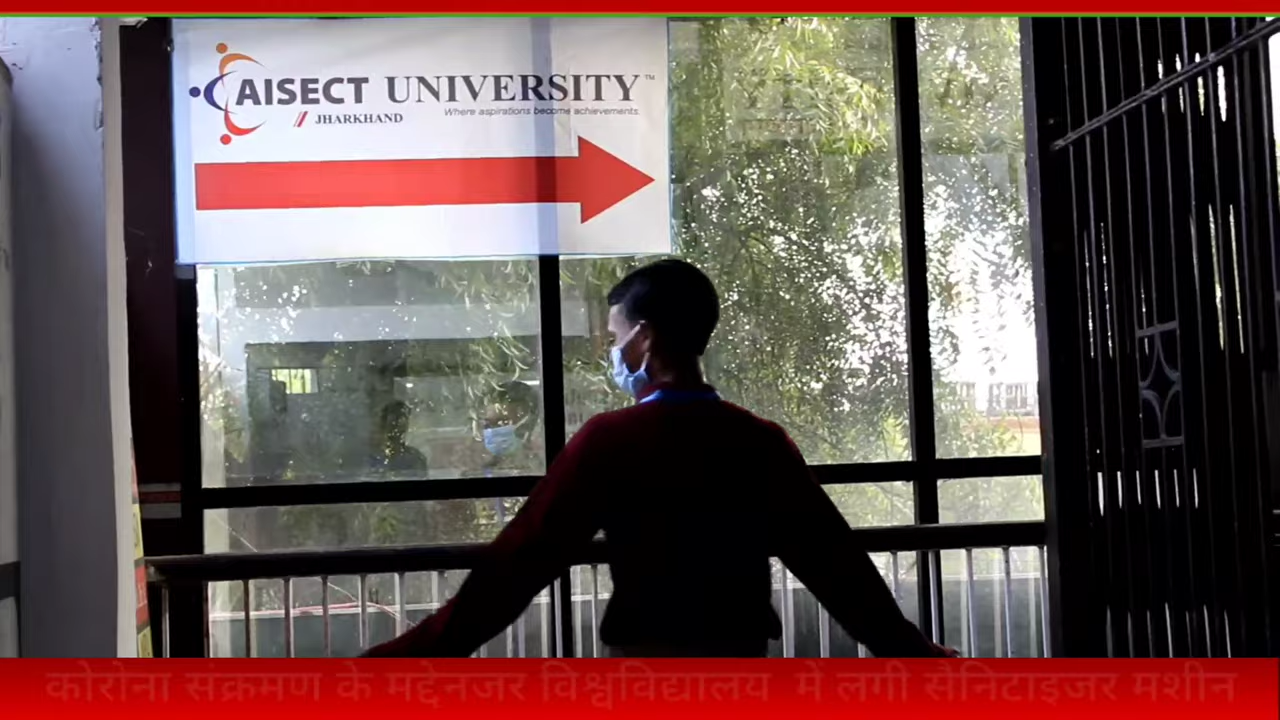 AISECT UNIVERSITY™
JHARKHAND
Where aspirations become achievements.
कोरोना संक्रमण के मद्देनजर विश्वविद्यालय में लगी सैनिटाइजर मशीन